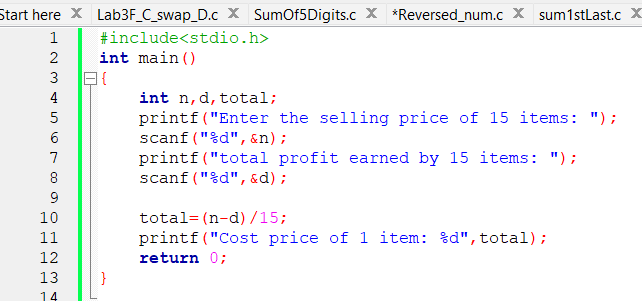 Start here Lab3F_C_swap_D.c SumOf5Digits.c *Reversed_num.c sum1stLast.c
1 #include<stdio.h>
2 int main()
3 {
4 int n,d,total;
5 printf("Enter the selling price of 15 items: ");
6 scanf("%d",&n);
7 printf("total profit earned by 15 items: ");
8 scanf("%d",&d);
9
10 total=(n-d)/15;
11 printf("Cost price of 1 item: %d",total);
12 return 0;
13 }
14